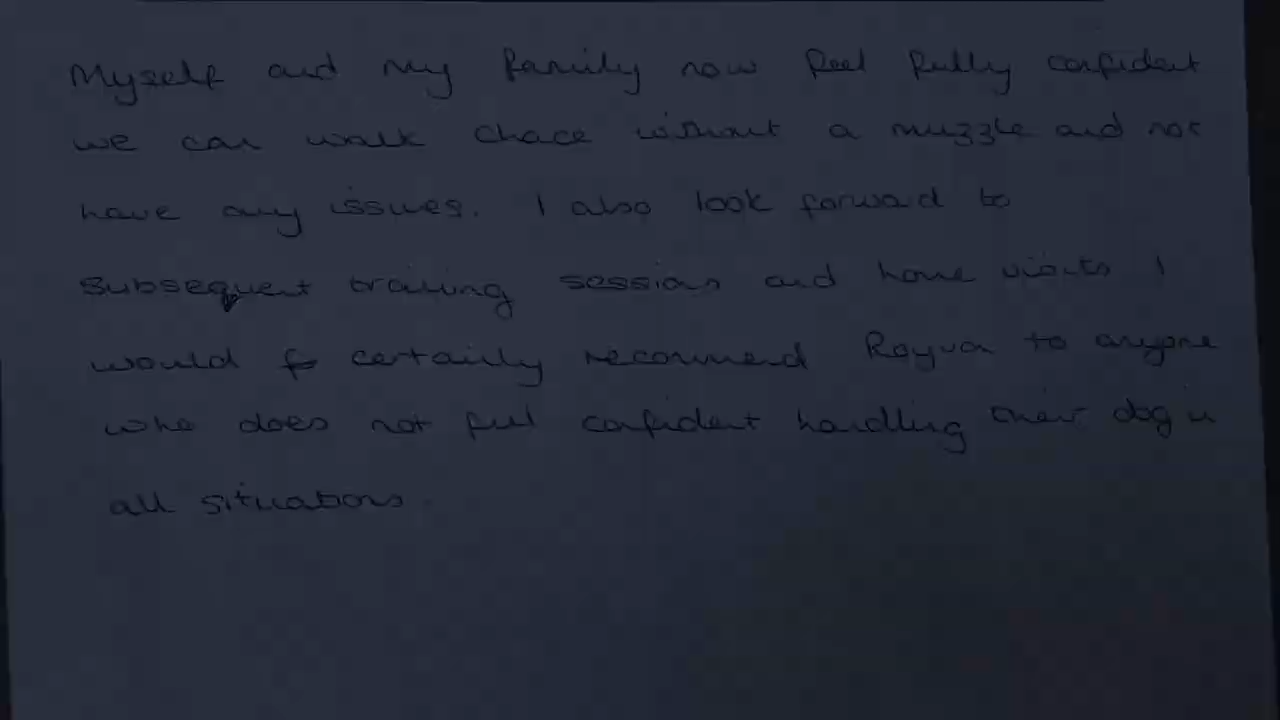 Myself and my family now feel fully confident
we can walk Chace without a muzzle and not
have any issues. I also look forward to
subsequent training sessions and home visits I
would certainly recommend Rayvon to anyone
who does not feel confident handling their dog in
all situations.